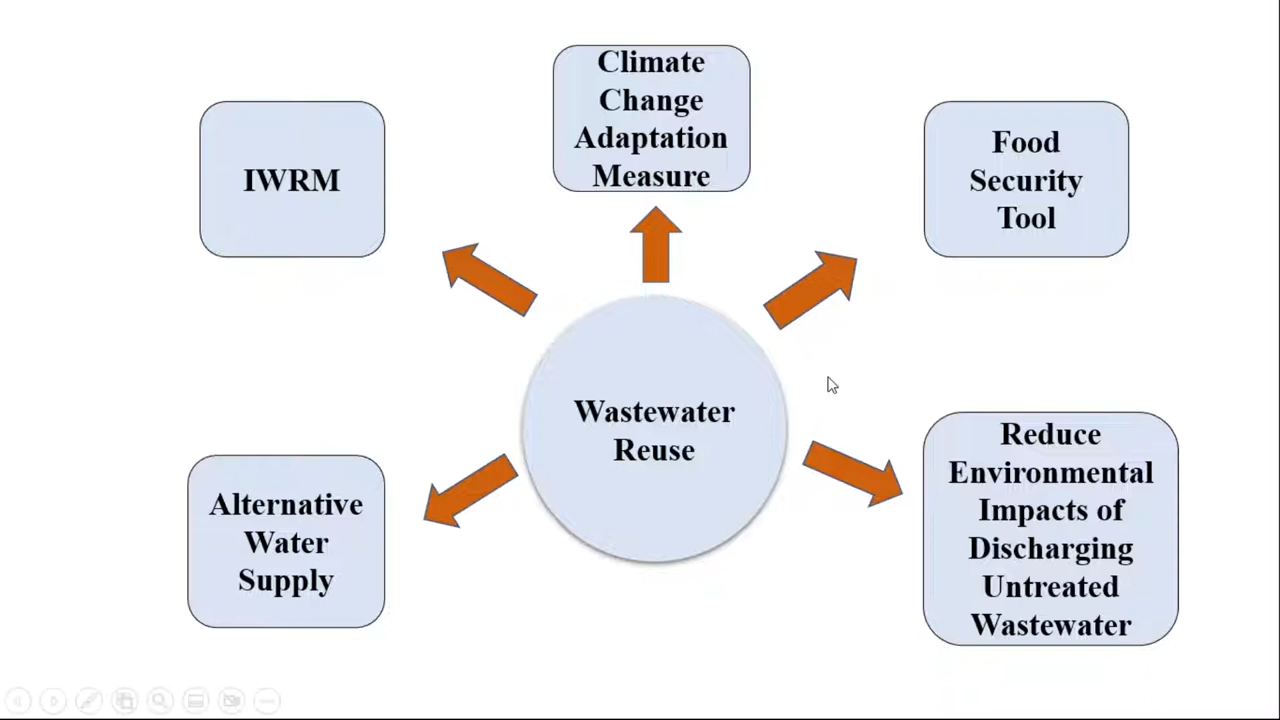 Climate
Change
Adaptation
Measure
IWRM
Food
Security
Tool
Wastewater
Reuse
Alternative
Water
Supply
Reduce
Environmental
Impacts of
Discharging
Untreated
Wastewater